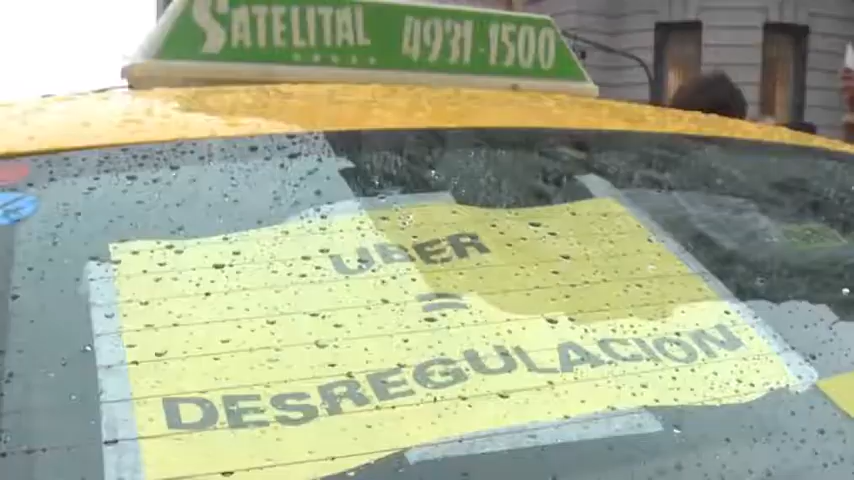 SATELITAL 4931-1500
UBER
=
DESREGULACION